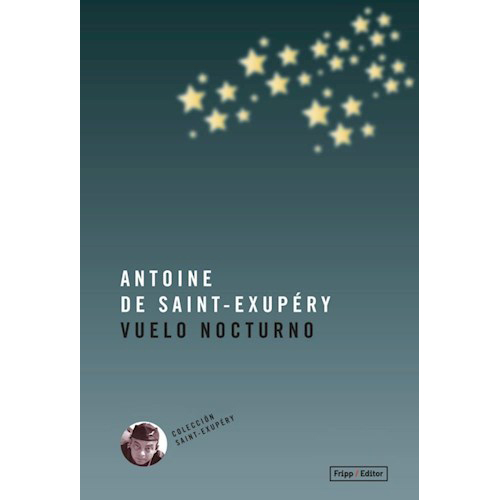 ANTOINE
DE SAINT-EXUPÉRY
VUELO NOCTURNO
COLECCIÓN
SAINT-EXUPÉRY
Fripp / Editor